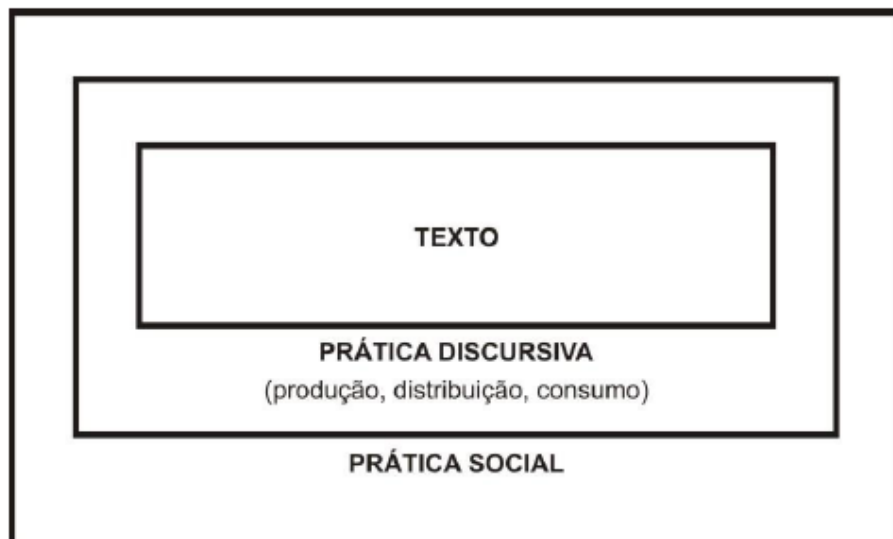 TEXTO
PRÁTICA DISCURSIVA
(produção, distribuição, consumo)
PRÁTICA SOCIAL